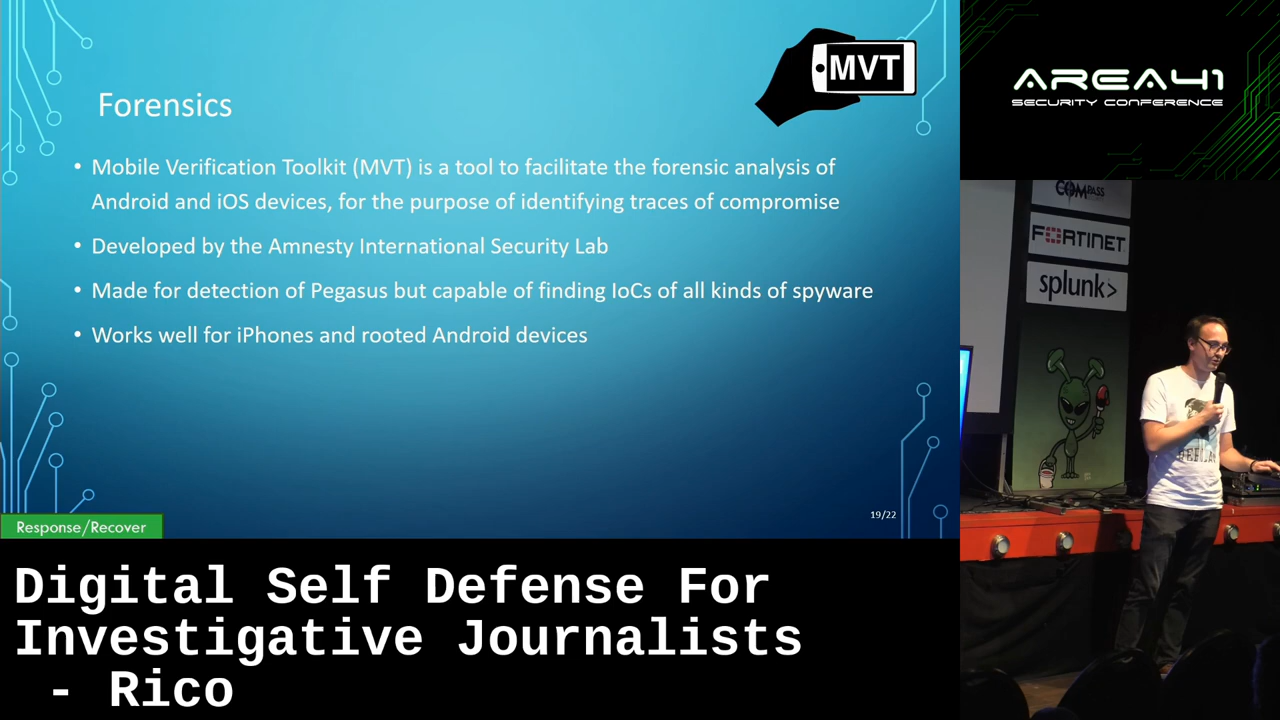 MVT
Forensics
• Mobile Verification Toolkit (MVT) is a tool to facilitate the forensic analysis of
Android and iOS devices, for the purpose of identifying traces of compromise
• Developed by the Amnesty International Security Lab
• Made for detection of Pegasus but capable of finding IoCs of all kinds of spyware
• Works well for iPhones and rooted Android devices
19/22
Response/Recover
Digital Self Defense For
Investigative Journalists
- Rico
AREA41
SECURITY CONFERENCE
COMPASS
FORTINET
splunk>